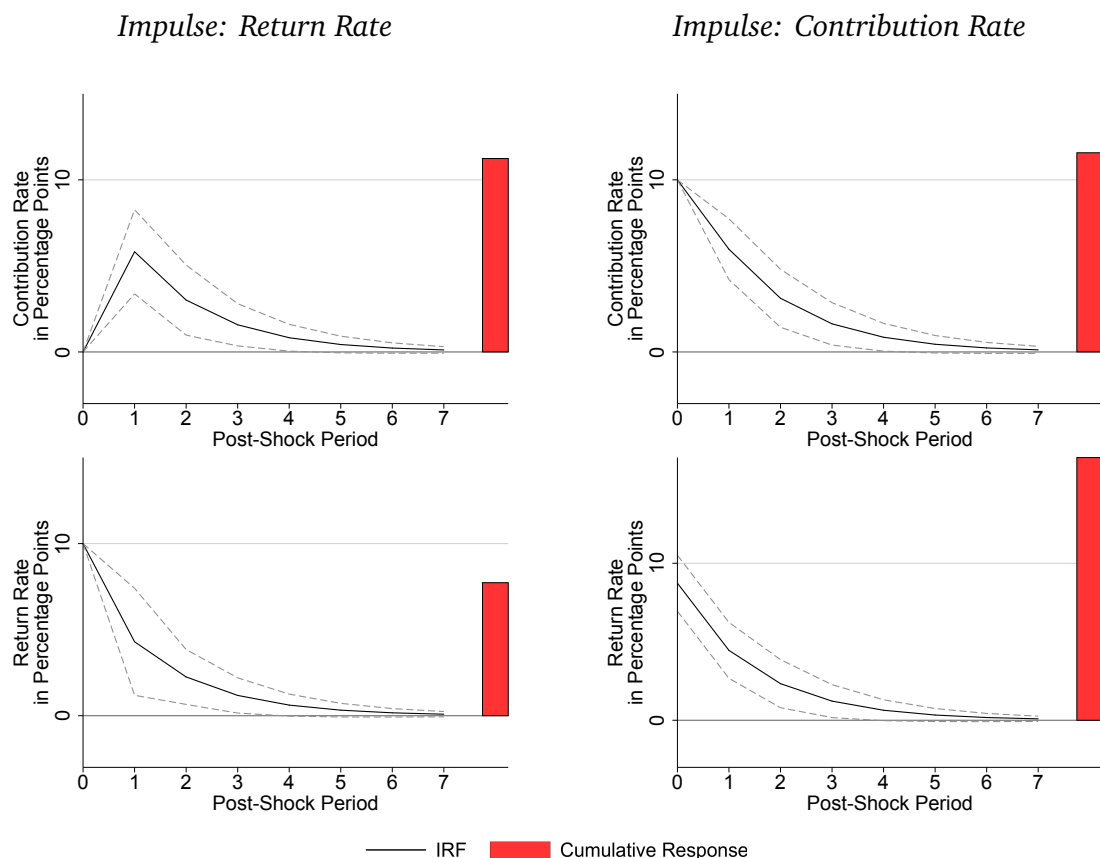 Impulse: Return Rate
Impulse: Contribution Rate
Contribution Rate
in Percentage Points
10
0
0 1 2 3 4 5 6 7
Post-Shock Period
Contribution Rate
in Percentage Points
10
0
0 1 2 3 4 5 6 7
Post-Shock Period
Return Rate
in Percentage Points
10
0
0 1 2 3 4 5 6 7
Post-Shock Period
Return Rate
in Percentage Points
10
0
0 1 2 3 4 5 6 7
Post-Shock Period
IRF Cumulative Response